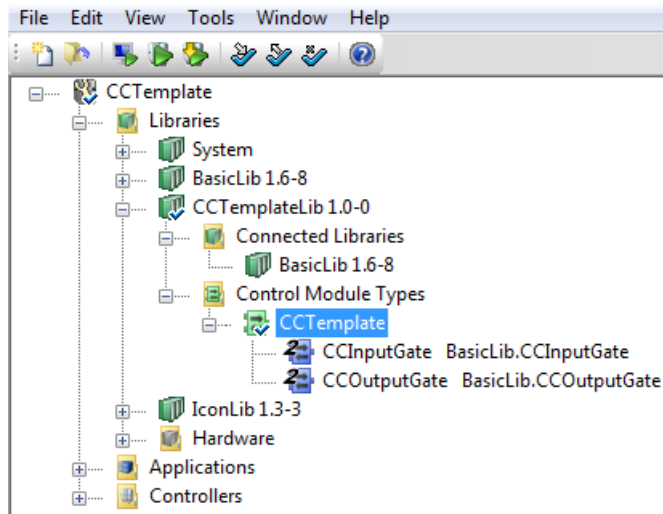 File Edit View Tools Window Help
CCTemplate
Libraries
System
BasicLib 1.6-8
CCTemplateLib 1.0-0
Connected Libraries
BasicLib 1.6-8
Control Module Types
CCTemplate
2 CCInputGate BasicLib.CCInputGate
2 CCOutputGate BasicLib.CCOutputGate
IconLib 1.3-3
Hardware
Applications
Controllers